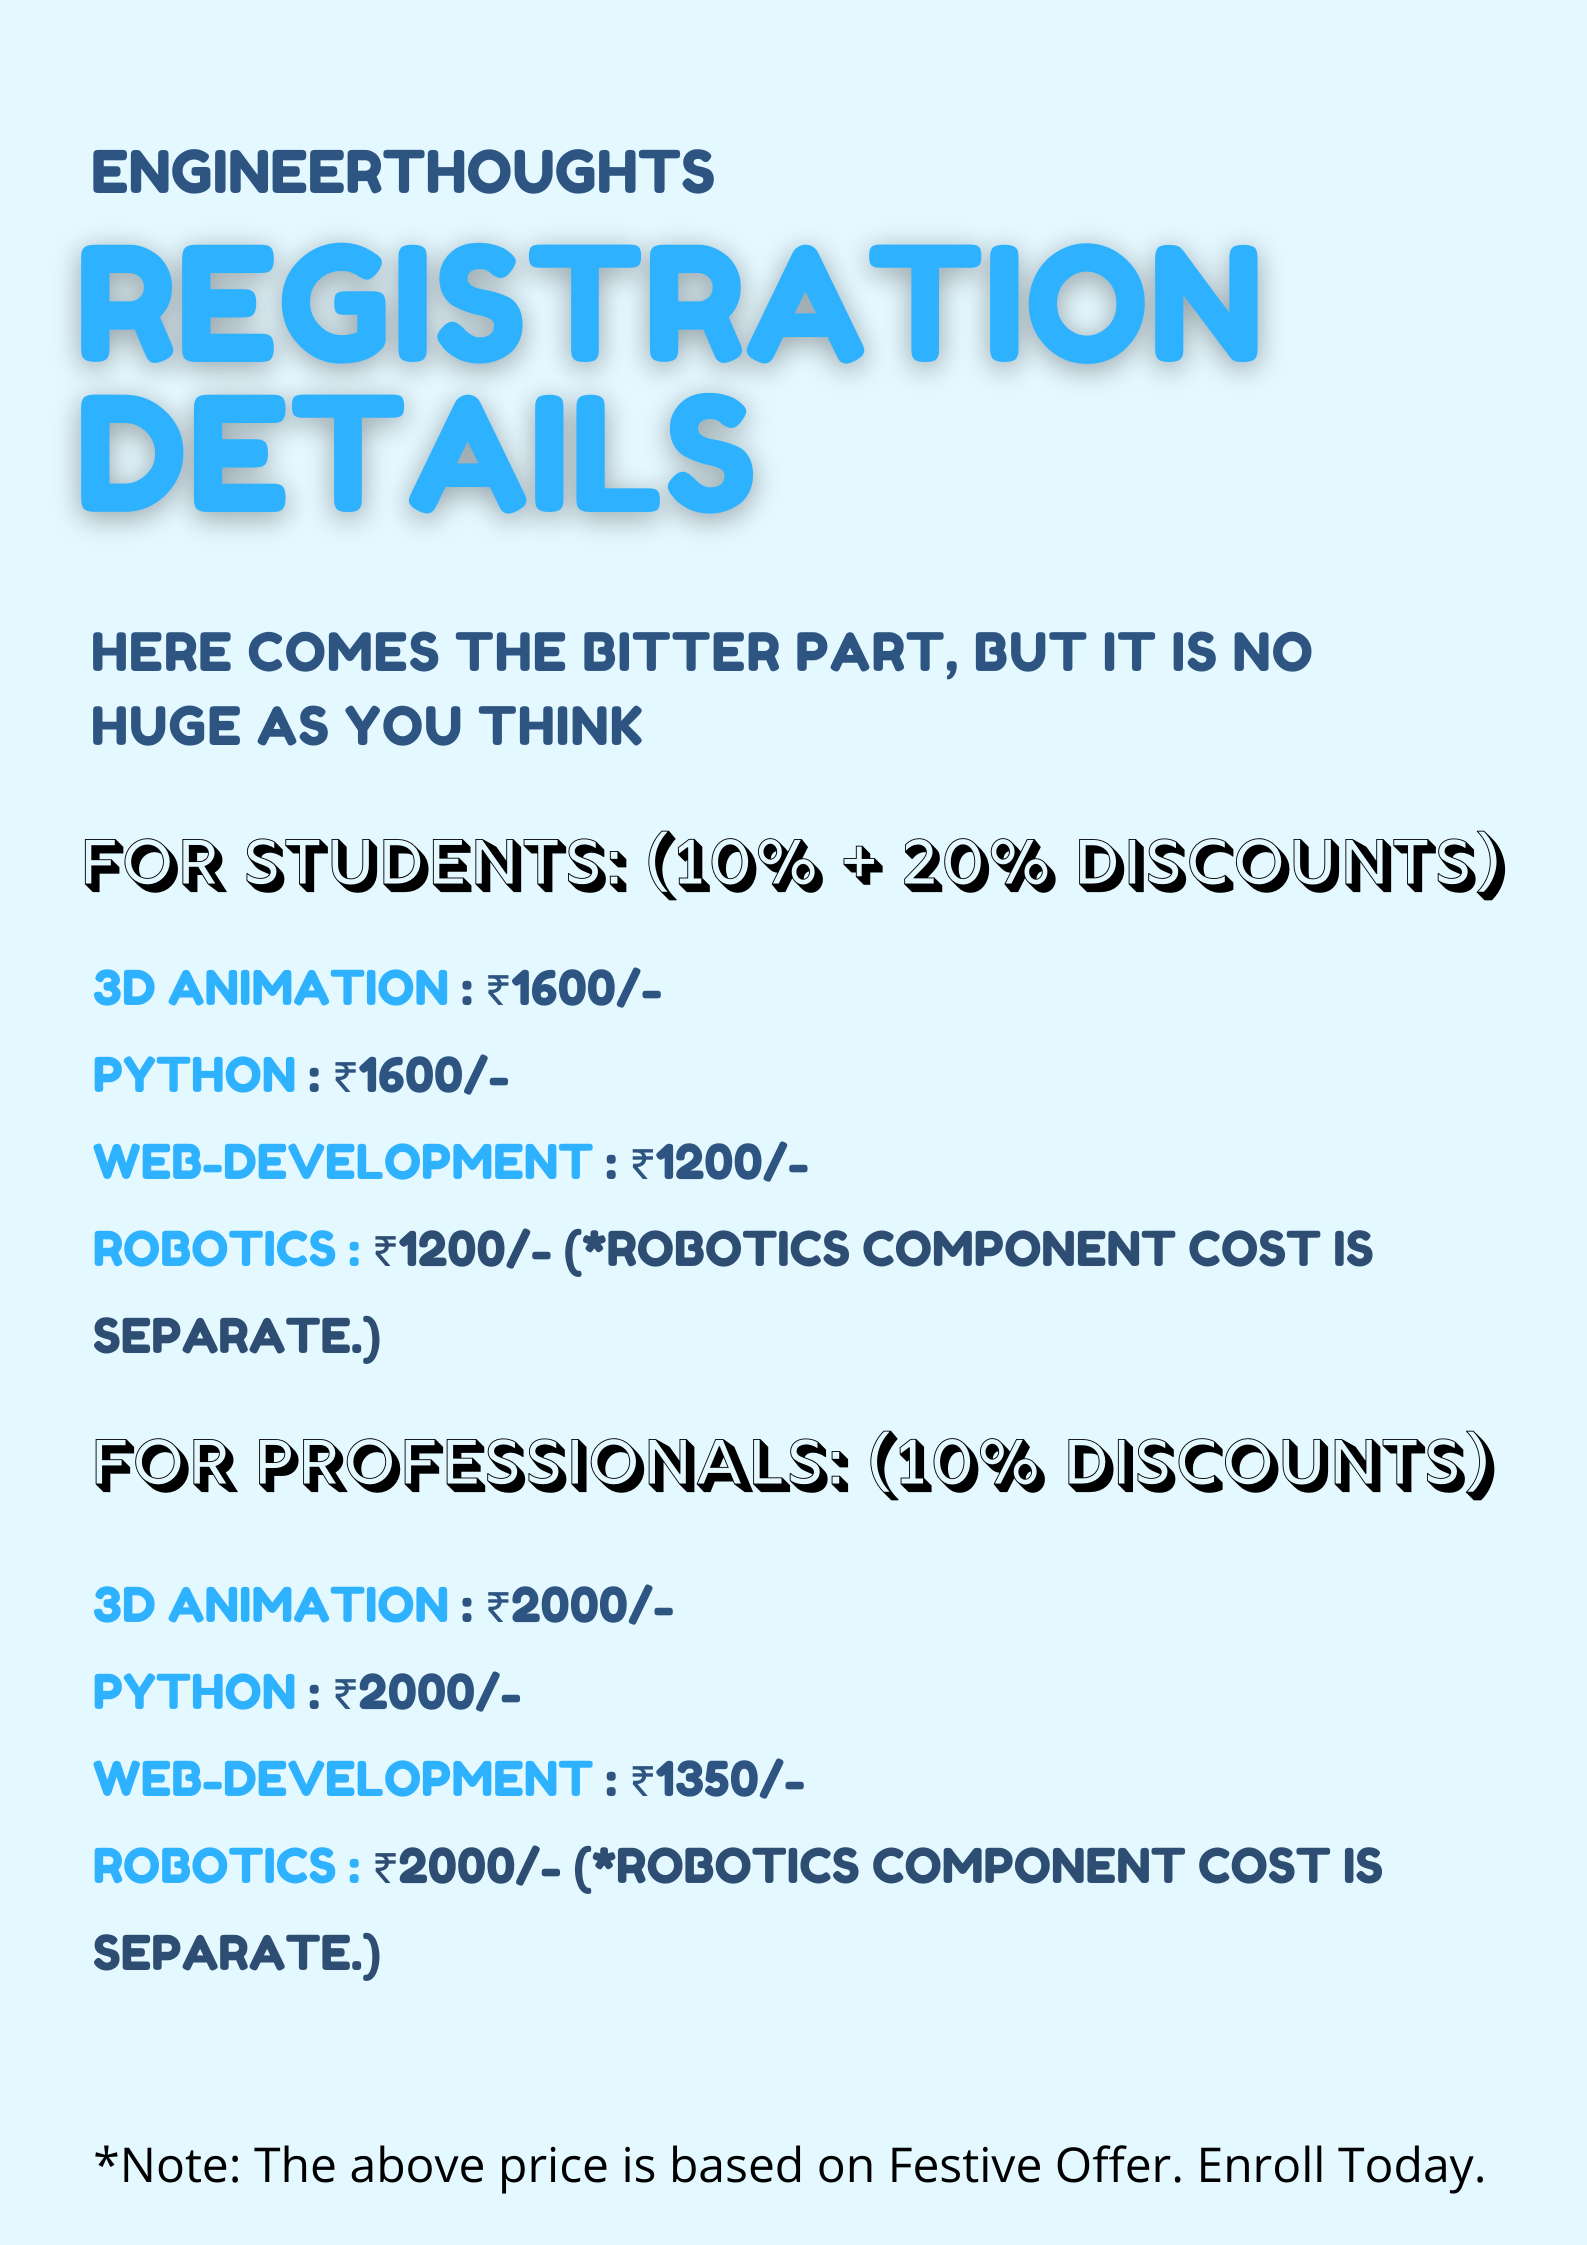 ENGINEERTHOUGHTS
REGISTRATION
DETAILS
HERE COMES THE BITTER PART, BUT IT IS NO
HUGE AS YOU THINK
FOR STUDENTS: (10% + 20% DISCOUNTS)
3D ANIMATION : ₹1600/-
PYTHON : ₹1600/-
WEB-DEVELOPMENT : ₹1200/-
ROBOTICS : ₹1200/- (*ROBOTICS COMPONENT COST IS
SEPARATE.)
FOR PROFESSIONALS: (10% DISCOUNTS)
3D ANIMATION : ₹2000/-
PYTHON : ₹2000/-
WEB-DEVELOPMENT : ₹1350/-
ROBOTICS : ₹2000/- (*ROBOTICS COMPONENT COST IS
SEPARATE.)
*Note: The above price is based on Festive Offer. Enroll Today.